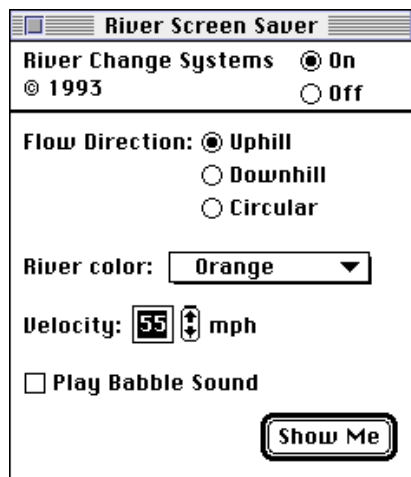 River Screen Saver
River Change Systems On
© 1993 Off
Flow Direction: Uphill
Downhill
Circular
River color: Orange
Velocity: 55 mph
Play Babble Sound
Show Me